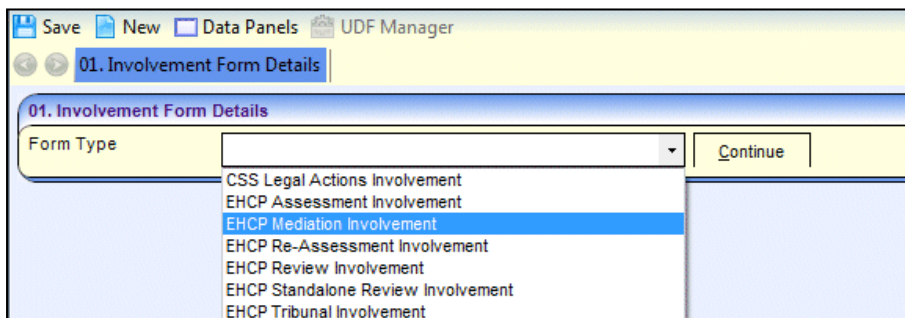 Save New Data Panels UDF Manager
01. Involvement Form Details
01. Involvement Form Details
Form Type Continue
CSS Legal Actions Involvement
EHCP Assessment Involvement
EHCP Mediation Involvement
EHCP Re-Assessment Involvement
EHCP Review Involvement
EHCP Standalone Review Involvement
EHCP Tribunal Involvement